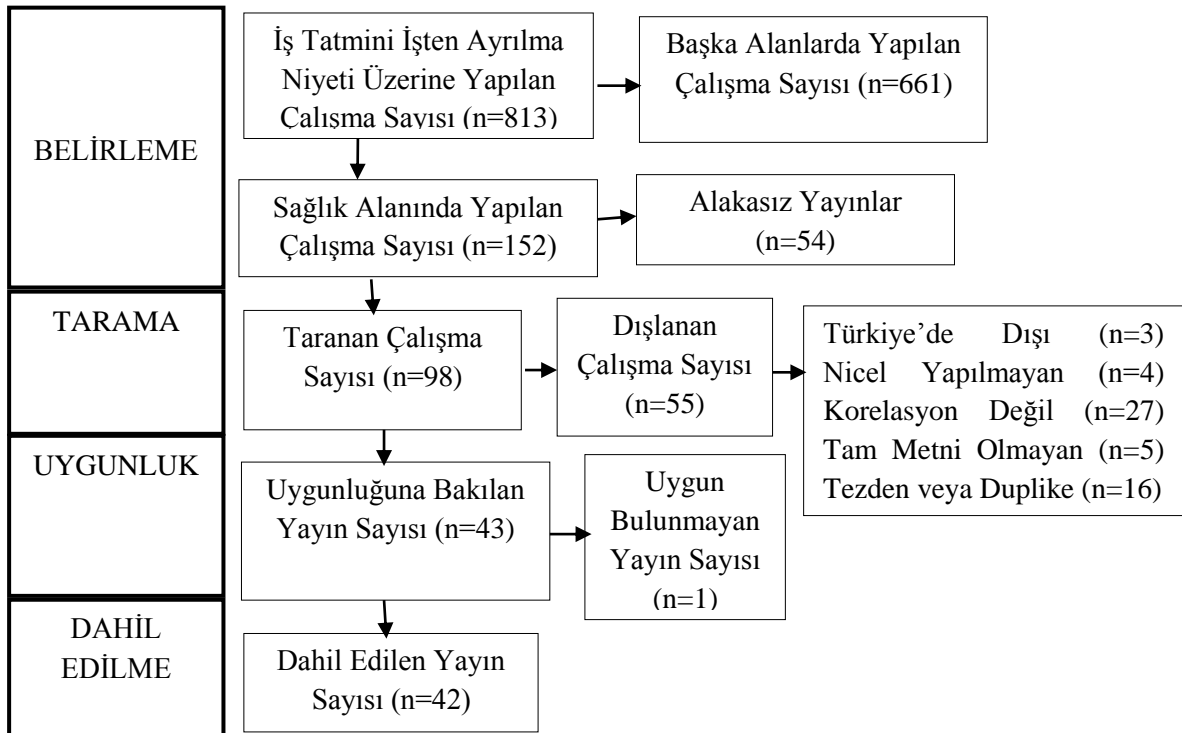 BELİRLEME
İş Tatmini İşten Ayrılma
Niyeti Üzerine Yapılan
Çalışma Sayısı (n=813)
Başka Alanlarda Yapılan
Çalışma Sayısı (n=661)
Sağlık Alanında Yapılan
Çalışma Sayısı (n=152)
Alakasız Yayınlar
(n=54)
TARAMA
Taranan Çalışma
Sayısı (n=98)
Dışlanan
Çalışma Sayısı
(n=55)
Türkiye’de Dışı (n=3)
Nicel Yapılmayan (n=4)
Korelasyon Değil (n=27)
Tam Metni Olmayan (n=5)
Tezden veya Duplike (n=16)
UYGUNLUK
Uygunluğuna Bakılan
Yayın Sayısı (n=43)
Uygun
Bulunmayan
Yayın Sayısı
(n=1)
DAHİL
EDİLME
Dahil Edilen Yayın
Sayısı (n=42)